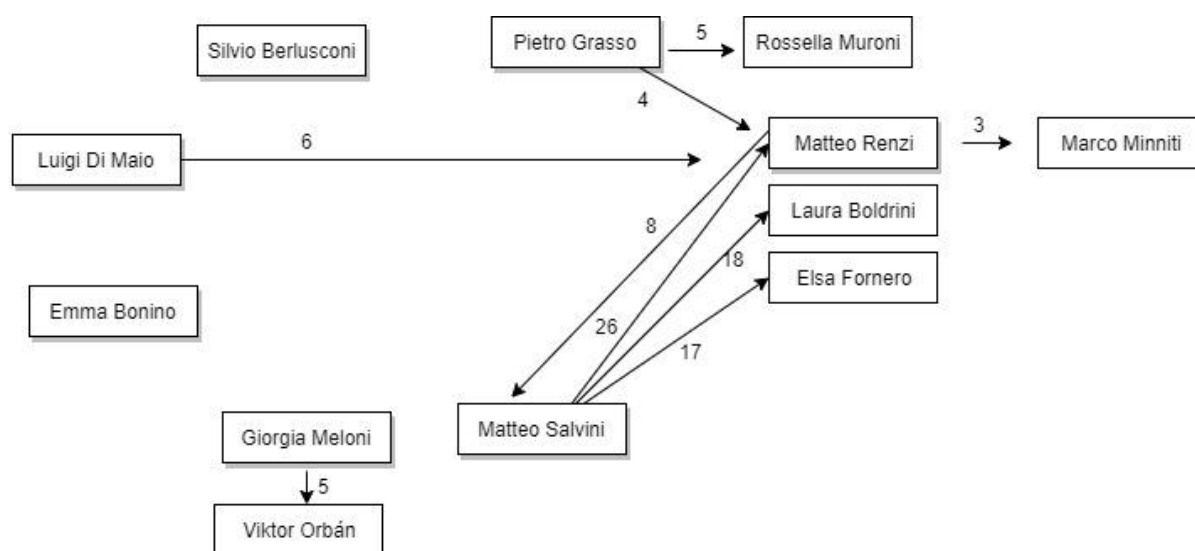 Silvio Berlusconi
Pietro Grasso
5
Rossella Muroni
4
Luigi Di Maio
6
Matteo Renzi
3
Marco Minniti
Laura Boldrini
8
18
Elsa Fornero
Emma Bonino
26
17
Giorgia Meloni
Matteo Salvini
5
Viktor Orbán